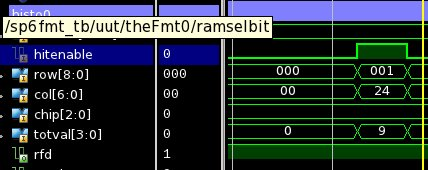 histo0
/sp6fmt_tb/uut/theFmt0/ramselbit
hitenable 0
row[8:0] 000 000 001
col[6:0] 00 00 24
chip[2:0] 0
totval[3:0] 0 0 9
rfd 1